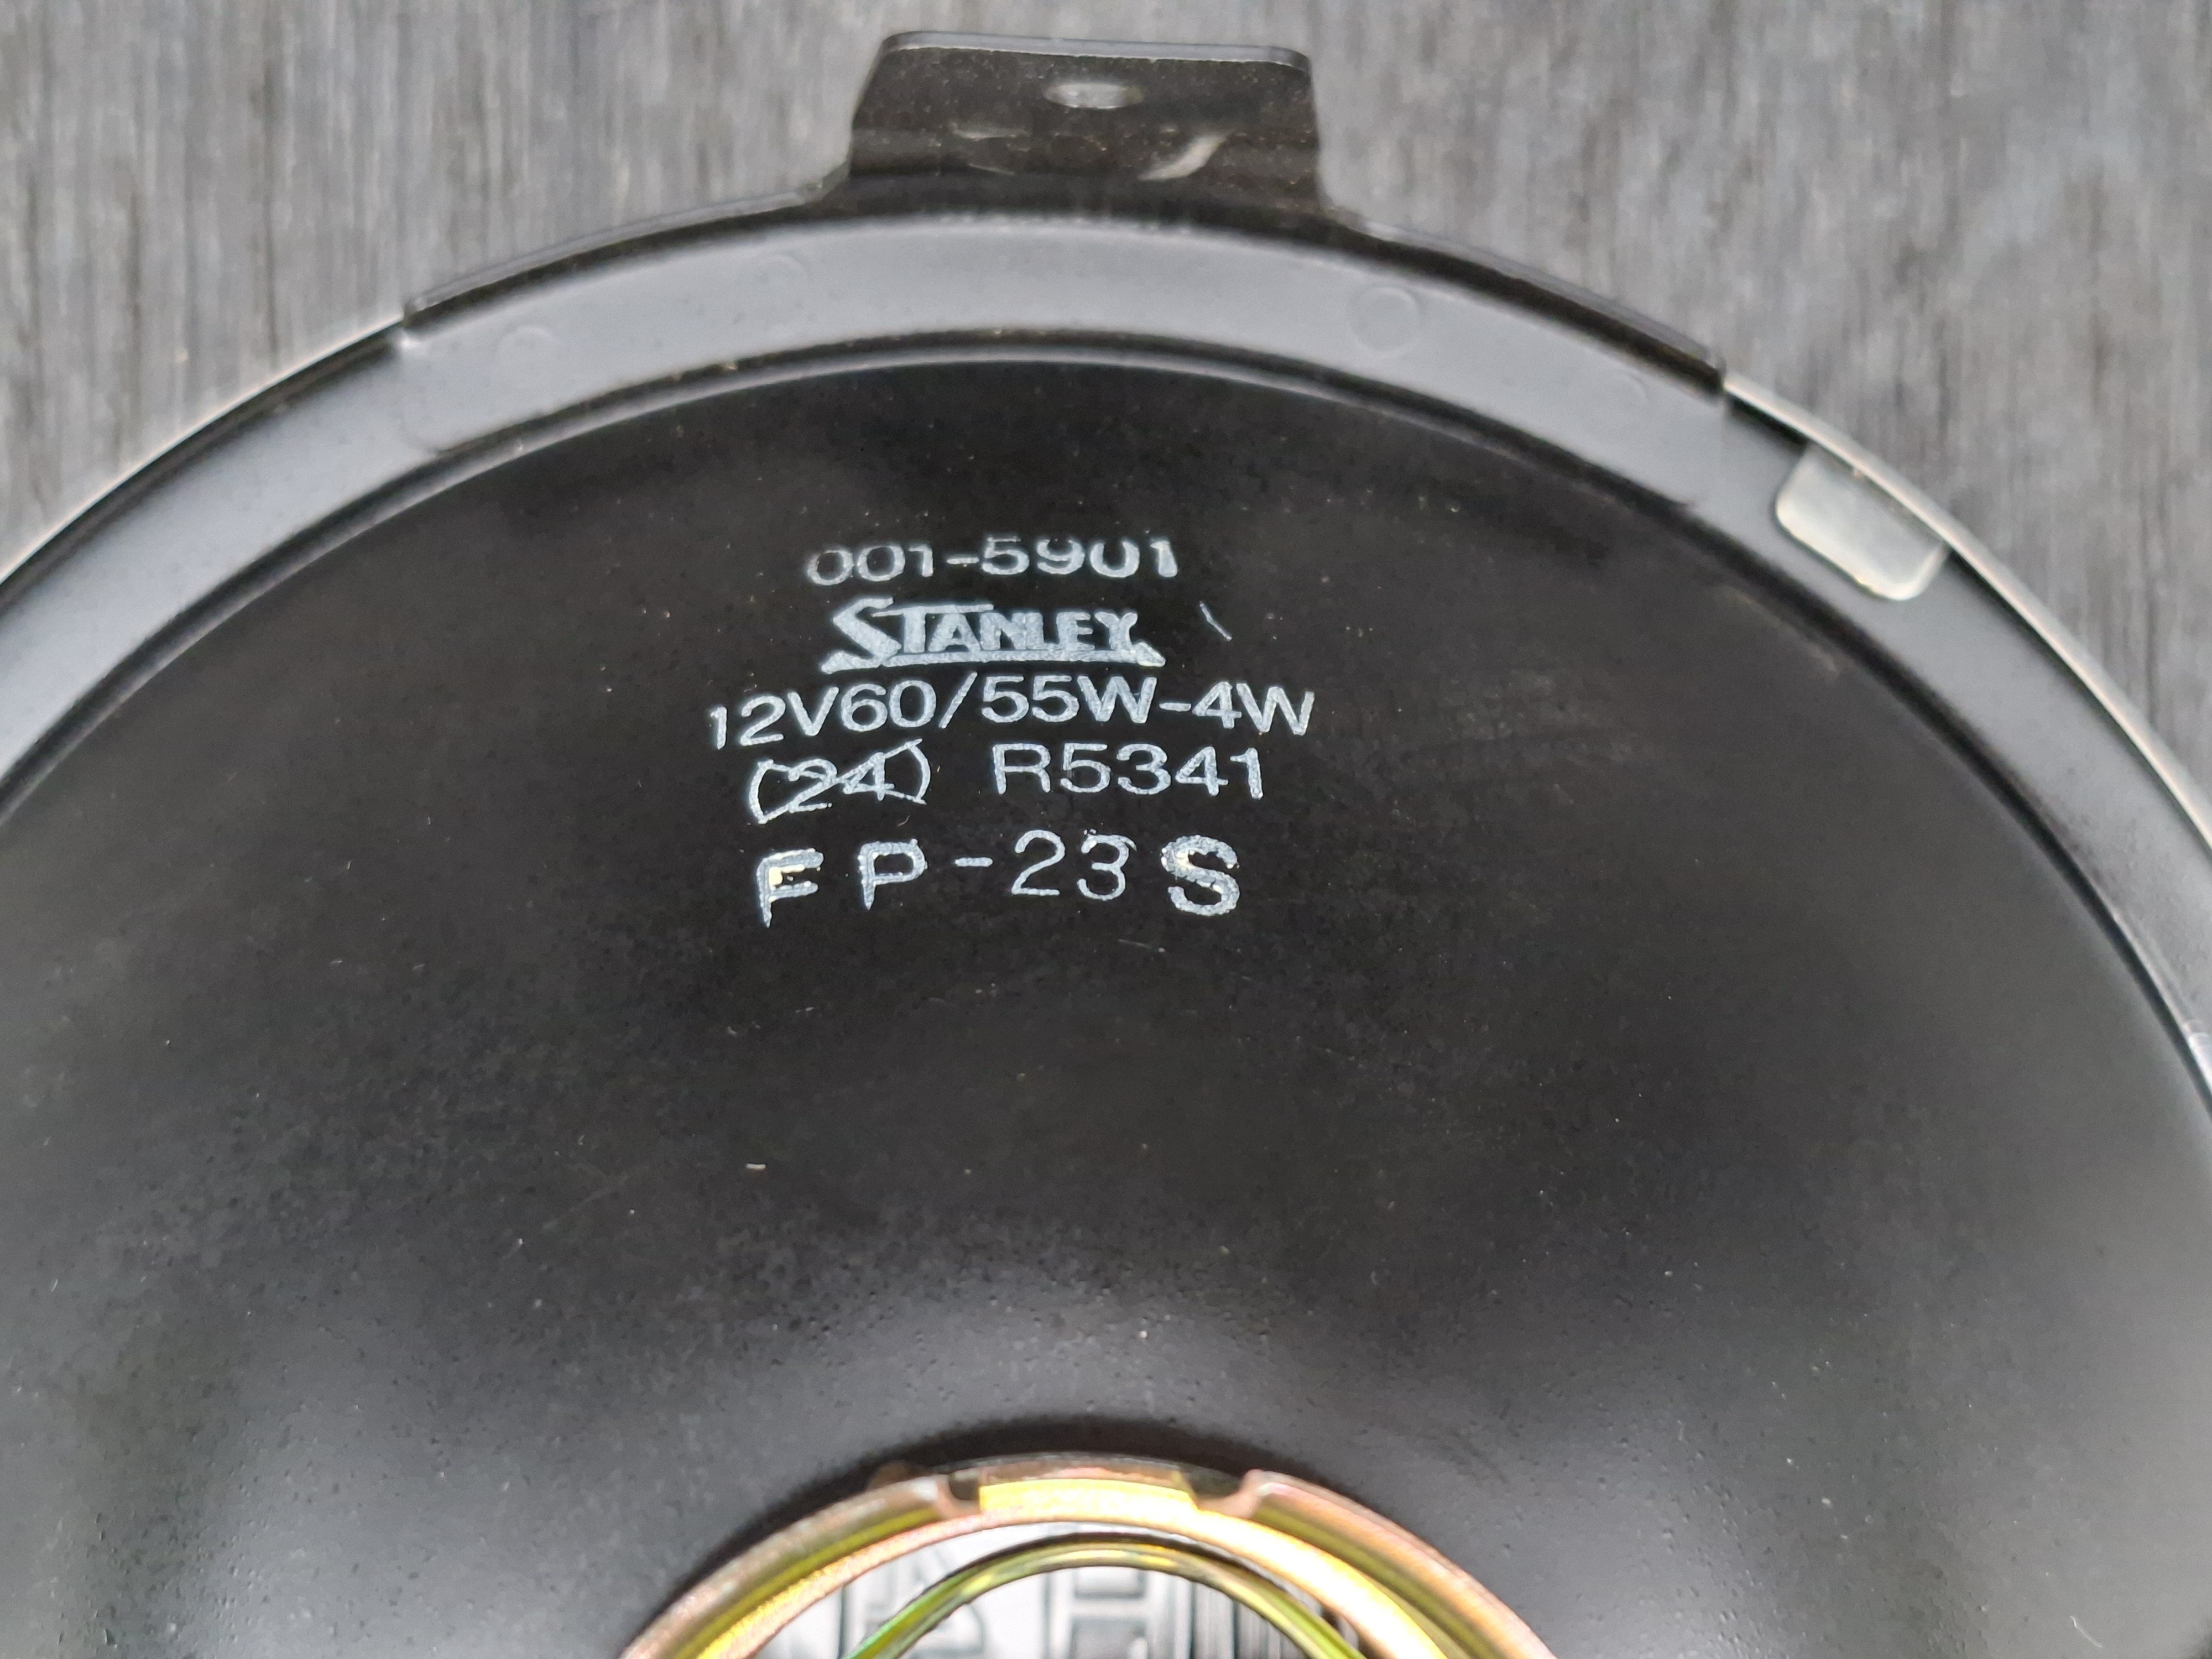 001-5901
STANLEY
12V60/55W-4W
(24) R5341
FP-23S